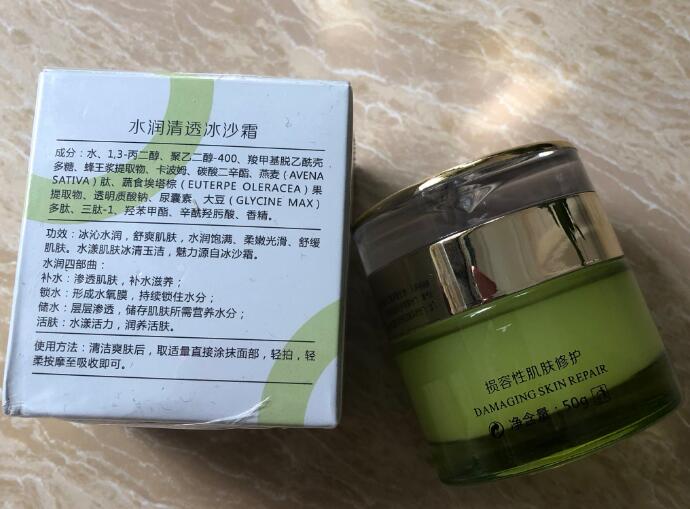 水润清透冰沙霜
成分：水、1,3-丙二醇、聚乙二醇-400、羧甲基脱乙酰壳
多糖、蜂王浆提取物、卡波姆、碳酸二辛酯、燕麦(AVENA
SATIVA)肽、蔬食埃塔棕(EUTERPE OLERACEA)果
提取物、透明质酸钠、尿囊素、大豆(GLYCINE MAX)
多肽、三肽-1、羟苯甲酯、辛酰羟肟酸、香精。
功效：冰沁水润，舒爽肌肤，水润饱满、柔嫩光滑、舒缓
肌肤。水漾肌肤冰清玉洁，魅力源自冰沙霜。
水润四部曲：
补水：渗透肌肤，补水滋养；
锁水：形成水氧膜，持续锁住水分；
储水：层层渗透，储存肌肤所需营养水分；
活肤：水漾活力，润养活肤。
使用方法：清洁爽肤后，取适量直接涂抹面部，轻拍，轻
柔按摩至吸收即可。
损容性肌肤修护
DAMAGING SKIN REPAIR
净含量：50g